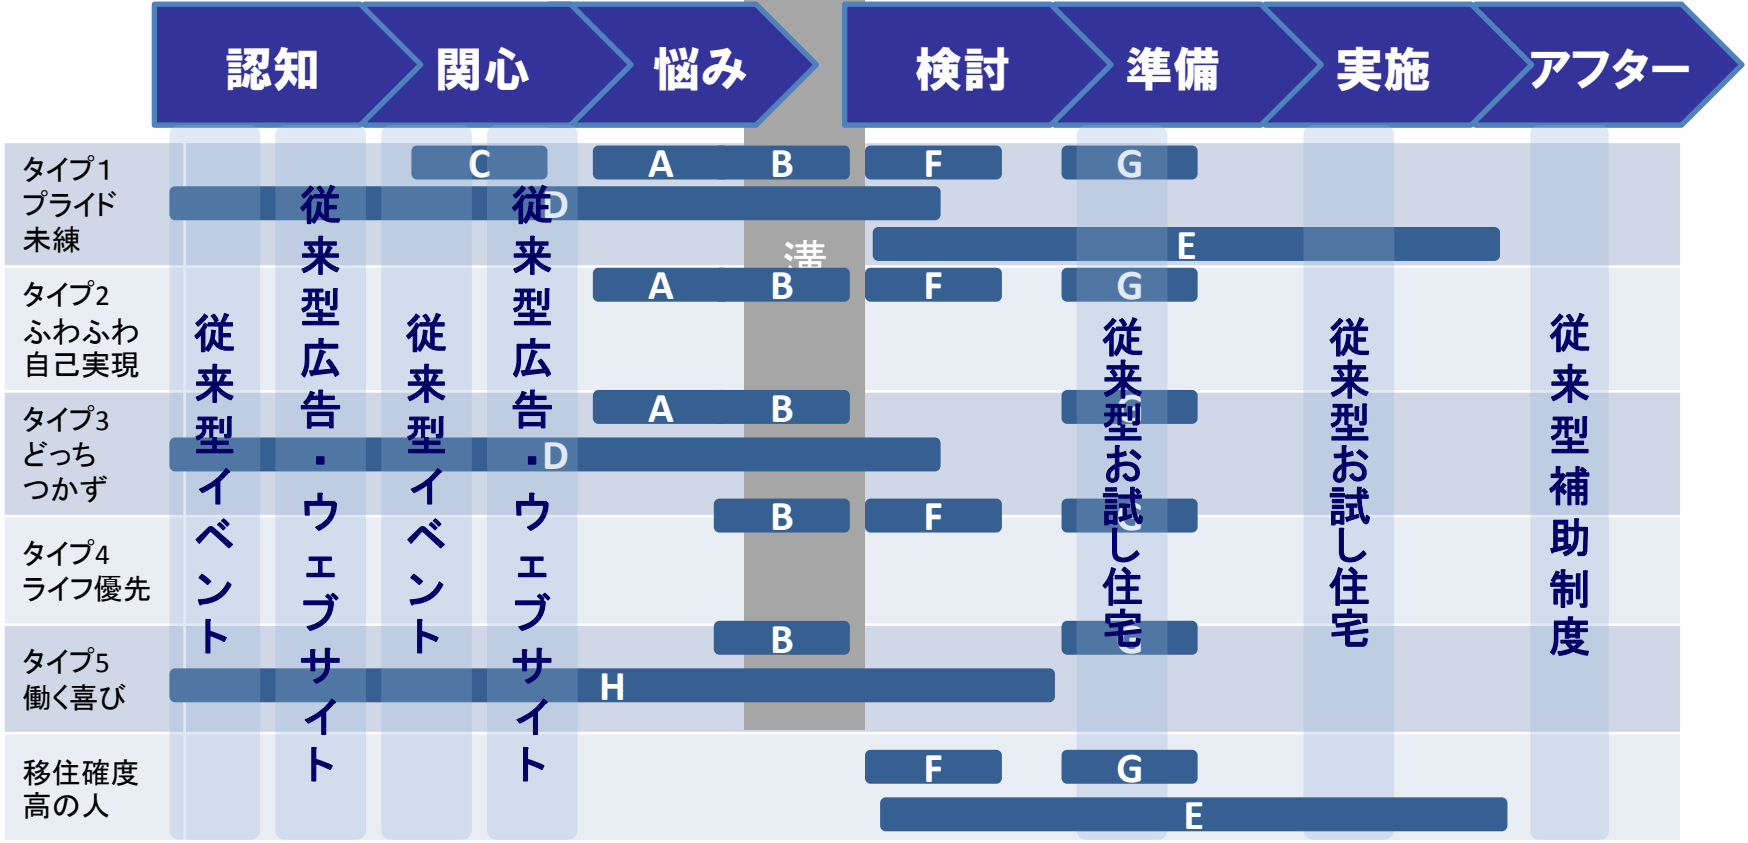 認知
関心
悩み
検討
準備
実施
アフター
溝
タイプ1
プライド
未練
C
A
B
F
G
D
E
タイプ2
ふわふわ
自己実現
A
B
F
G
タイプ3
どっち
つかず
A
B
G
D
タイプ4
ライフ優先
B
F
G
タイプ5
働く喜び
B
G
H
移住確度
高の人
F
G
E
従来型イベント
従来型広告・ウェブサイト
従来型イベント
従来型広告・ウェブサイト
従来型お試し住宅
従来型お試し住宅
従来型補助制度